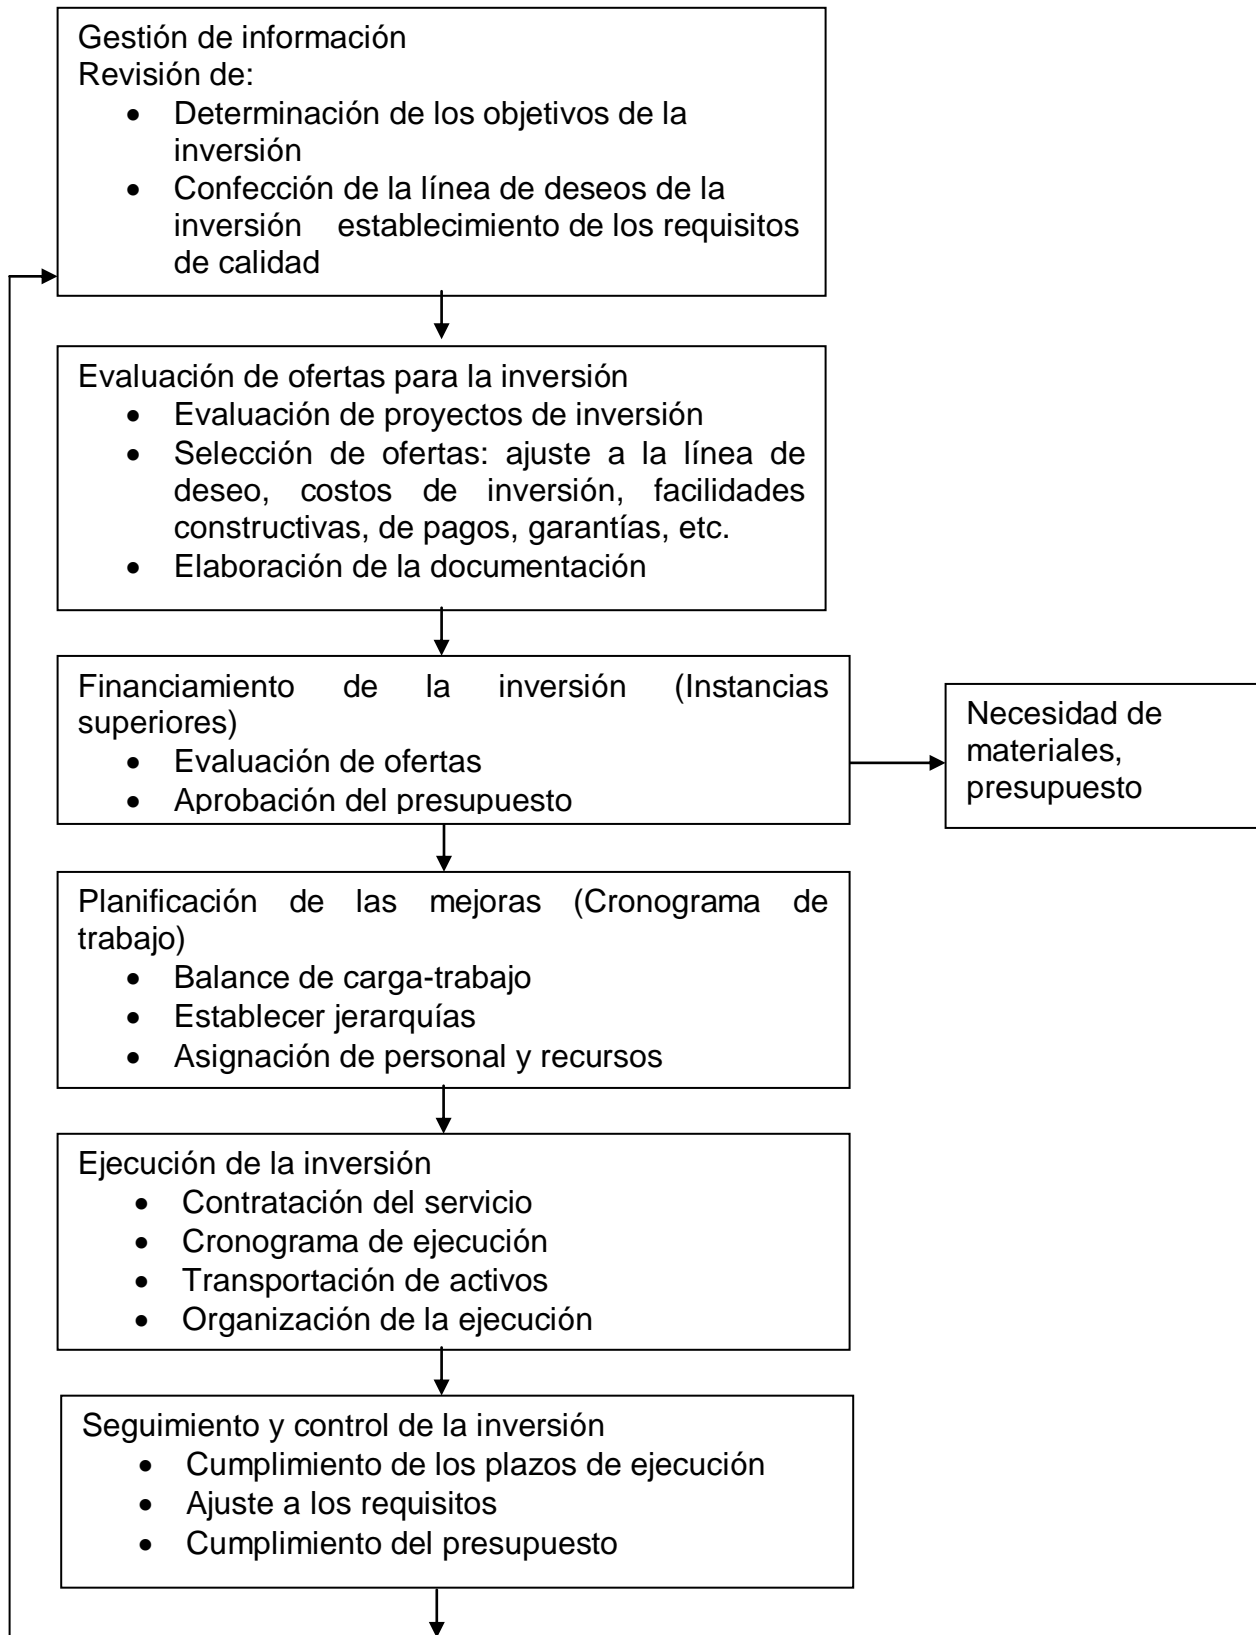 Gestión de información
Revisión de:
• Determinación de los objetivos de la
inversión
• Confección de la línea de deseos de la
inversión establecimiento de los requisitos
de calidad
Evaluación de ofertas para la inversión
• Evaluación de proyectos de inversión
• Selección de ofertas: ajuste a la línea de
deseo, costos de inversión, facilidades
constructivas, de pagos, garantías, etc.
• Elaboración de la documentación
Financiamiento de la inversión (Instancias
superiores)
• Evaluación de ofertas
• Aprobación del presupuesto
Necesidad de
materiales,
presupuesto
Planificación de las mejoras (Cronograma de
trabajo)
• Balance de carga-trabajo
• Establecer jerarquías
• Asignación de personal y recursos
Ejecución de la inversión
• Contratación del servicio
• Cronograma de ejecución
• Transportación de activos
• Organización de la ejecución
Seguimiento y control de la inversión
• Cumplimiento de los plazos de ejecución
• Ajuste a los requisitos
• Cumplimiento del presupuesto